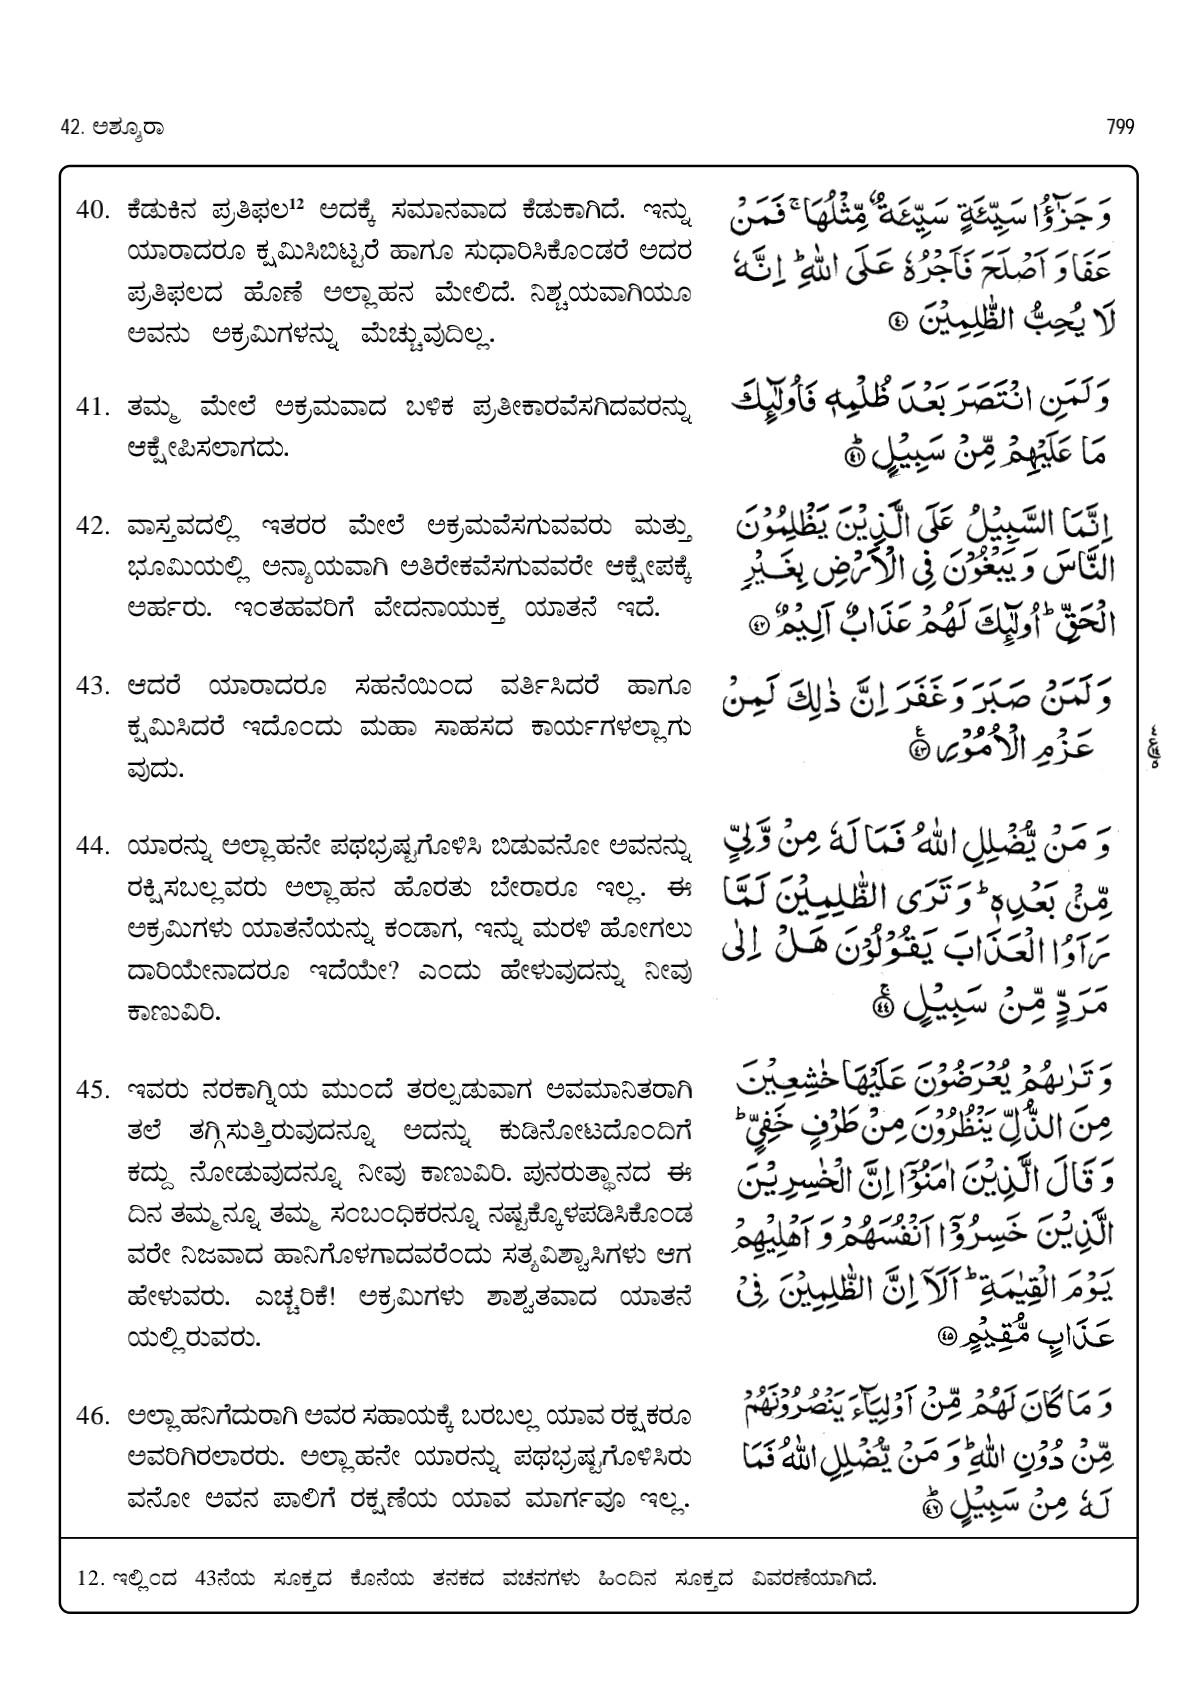 42. ಅಶ್ಶೂರಾ
799
40. ಕೆಡುಕಿನ ಪ್ರತಿಫಲ12 ಅದಕ್ಕೆ ಸಮಾನವಾದ ಕೆಡುಕಾಗಿದೆ. ಇನ್ನು
ಯಾರಾದರೂ ಕ್ಷಮಿಸಿಬಿಟ್ಟರೆ ಹಾಗೂ ಸುಧಾರಿಸಿಕೊಂಡರೆ ಅದರ
ಪ್ರತಿಫಲದ ಹೊಣೆ ಅಲ್ಲಾಹನ ಮೇಲಿದೆ. ನಿಶ್ಚಯವಾಗಿಯೂ
ಅವನು ಅಕ್ರಮಿಗಳನ್ನು ಮೆಚ್ಚುವುದಿಲ್ಲ.
وَ جَزٰٓؤُا سَيِّئَةٍ سَيِّئَةٌ مِّثْلُهَا ۚ فَمَنْ
عَفَا وَ اَصْلَحَ فَاَجْرُهٗ عَلَى اللّٰهِ ؕ اِنَّهٗ
لَا يُحِبُّ الظّٰلِمِيْنَ ﴿٤٠﴾
41. ತಮ್ಮ ಮೇಲೆ ಅಕ್ರಮವಾದ ಬಳಿಕ ಪ್ರತೀಕಾರವೆಸಗಿದವರನ್ನು
ಆಕ್ಷೇಪಿಸಲಾಗದು.
وَ لَمَنِ انْتَصَرَ بَعْدَ ظُلْمِهٖ فَاُولٰٓئِكَ
مَا عَلَيْهِمْ مِّنْ سَبِيْلٍ ؕ﴿٤١﴾
42. ವಾಸ್ತವದಲ್ಲಿ ಇತರರ ಮೇಲೆ ಅಕ್ರಮವೆಸಗುವವರು ಮತ್ತು
ಭೂಮಿಯಲ್ಲಿ ಅನ್ಯಾಯವಾಗಿ ಅತಿರೇಕವೆಸಗುವವರೇ ಆಕ್ಷೇಪಕ್ಕೆ
ಅರ್ಹರು. ಇಂತಹವರಿಗೆ ವೇದನಾಯುಕ್ತ ಯಾತನೆ ಇದೆ.
اِنَّمَا السَّبِيْلُ عَلَى الَّذِيْنَ يَظْلِمُوْنَ
النَّاسَ وَ يَبْغُوْنَ فِى الْاَرْضِ بِغَيْرِ
الْحَقِّ ؕ اُولٰٓئِكَ لَهُمْ عَذَابٌ اَلِيْمٌ ﴿٤٢﴾
43. ಆದರೆ ಯಾರಾದರೂ ಸಹನೆಯಿಂದ ವರ್ತಿಸಿದರೆ ಹಾಗೂ
ಕ್ಷಮಿಸಿದರೆ ಇದೊಂದು ಮಹಾ ಸಾಹಸದ ಕಾರ್ಯಗಳಲ್ಲಾಗು
ವುದು.
وَ لَمَنْ صَبَرَ وَ غَفَرَ اِنَّ ذٰلِكَ لَمِنْ
عَزْمِ الْاُمُوْرِ ﴿٤٣﴾
44. ಯಾರನ್ನು ಅಲ್ಲಾಹನೇ ಪಥಭ್ರಷ್ಟಗೊಳಿಸಿ ಬಿಡುವನೋ ಅವನನ್ನು
ರಕ್ಷಿಸಬಲ್ಲವರು ಅಲ್ಲಾಹನ ಹೊರತು ಬೇರಾರೂ ಇಲ್ಲ. ಈ
ಅಕ್ರಮಿಗಳು ಯಾತನೆಯನ್ನು ಕಂಡಾಗ, ಇನ್ನು ಮರಳಿ ಹೋಗಲು
ದಾರಿಯೇನಾದರೂ ಇದೆಯೇ? ಎಂದು ಹೇಳುವುದನ್ನು ನೀವು
ಕಾಣುವಿರಿ.
وَ مَنْ يُّضْلِلِ اللّٰهُ فَمَا لَهٗ مِنْ وَّلِيٍّ
مِّنْۢ بَعْدِهٖ ؕ وَ تَرَى الظّٰلِمِيْنَ لَمَّا
رَاَوُا الْعَذَابَ يَقُوْلُوْنَ هَلْ اِلٰى
مَرَدٍّ مِّنْ سَبِيْلٍ ۚ﴿٤٤﴾
45. ಇವರು ನರಕಾಗ್ನಿಯ ಮುಂದೆ ತರಲ್ಪಡುವಾಗ ಅವಮಾನಿತರಾಗಿ
ತಲೆ ತಗ್ಗಿಸುತ್ತಿರುವುದನ್ನೂ ಅದನ್ನು ಕುಡಿನೋಟದೊಂದಿಗೆ
ಕದ್ದು ನೋಡುವುದನ್ನೂ ನೀವು ಕಾಣುವಿರಿ. ಪುನರುತ್ಥಾನದ ಈ
ದಿನ ತಮ್ಮನ್ನೂ ತಮ್ಮ ಸಂಬಂಧಿಕರನ್ನೂ ನಷ್ಟಕ್ಕೊಳಪಡಿಸಿಕೊಂಡ
ವರೇ ನಿಜವಾದ ಹಾನಿಗೊಳಗಾದವರೆಂದು ಸತ್ಯವಿಶ್ವಾಸಿಗಳು ಆಗ
ಹೇಳುವರು. ಎಚ್ಚರಿಕೆ! ಅಕ್ರಮಿಗಳು ಶಾಶ್ವತವಾದ ಯಾತನೆ
ಯಲ್ಲಿರುವರು.
وَ تَرٰىهُمْ يُعْرَضُوْنَ عَلَيْهَا خٰشِعِيْنَ
مِنَ الذُّلِّ يَنْظُرُوْنَ مِنْ طَرْفٍ خَفِيٍّ ؕ
وَ قَالَ الَّذِيْنَ اٰمَنُوْٓا اِنَّ الْخٰسِرِيْنَ
الَّذِيْنَ خَسِرُوْٓا اَنْفُسَهُمْ وَ اَهْلِيْهِمْ
يَوْمَ الْقِيٰمَةِ ؕ اَلَاۤ اِنَّ الظّٰلِمِيْنَ فِىْ
عَذَابٍ مُّقِيْمٍ ﴿٤٥﴾
46. ಅಲ್ಲಾಹನಿಗೆದುರಾಗಿ ಅವರ ಸಹಾಯಕ್ಕೆ ಬರಬಲ್ಲ ಯಾವ ರಕ್ಷಕರೂ
ಅವರಿಗಿರಲಾರರು. ಅಲ್ಲಾಹನೇ ಯಾರನ್ನು ಪಥಭ್ರಷ್ಟಗೊಳಿಸಿರು
ವನೋ ಅವನ ಪಾಲಿಗೆ ರಕ್ಷಣೆಯ ಯಾವ ಮಾರ್ಗವೂ ಇಲ್ಲ.
وَ مَا كَانَ لَهُمْ مِّنْ اَوْلِيَآءَ يَنْصُرُوْنَهُمْ
مِّنْ دُوْنِ اللّٰهِ ؕ وَ مَنْ يُّضْلِلِ اللّٰهُ فَمَا
لَهٗ مِنْ سَبِيْلٍ ؕ﴿٤٦﴾
12. ಇಲ್ಲಿಂದ 43ನೆಯ ಸೂಕ್ತದ ಕೊನೆಯ ತನಕದ ವಚನಗಳು ಹಿಂದಿನ ಸೂಕ್ತದ ವಿವರಣೆಯಾಗಿದೆ.